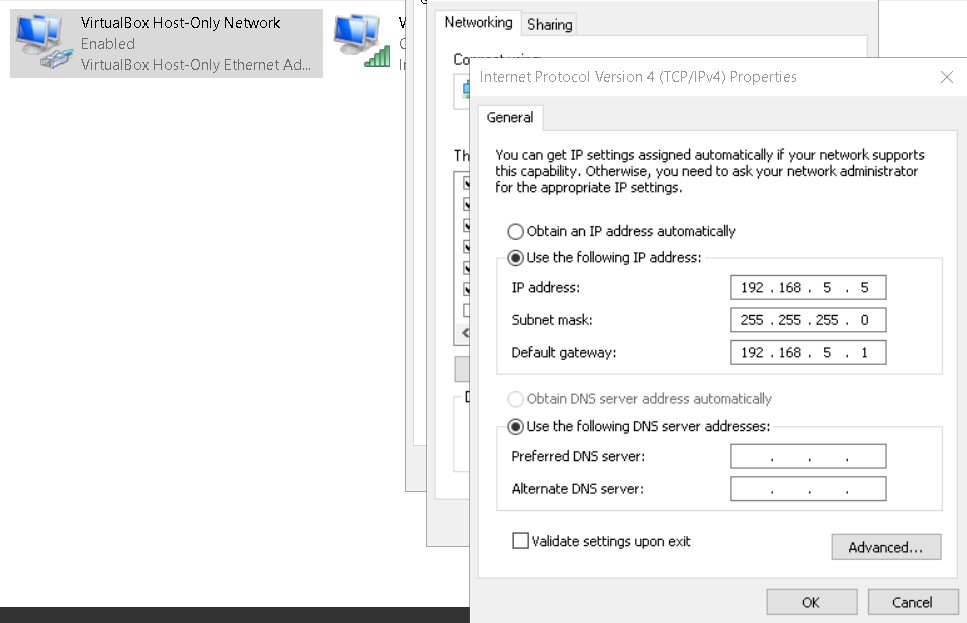 VirtualBox Host-Only Network
Enabled
VirtualBox Host-Only Ethernet Ad...
Networking
Sharing
Internet Protocol Version 4 (TCP/IPv4) Properties
General
You can get IP settings assigned automatically if your network supports
this capability. Otherwise, you need to ask your network administrator
for the appropriate IP settings.
Obtain an IP address automatically
Use the following IP address:
IP address:
192 . 168 . 5 . 5
Subnet mask:
255 . 255 . 255 . 0
Default gateway:
192 . 168 . 5 . 1
Obtain DNS server address automatically
Use the following DNS server addresses:
Preferred DNS server:
. . .
Alternate DNS server:
. . .
Validate settings upon exit
Advanced...
OK
Cancel